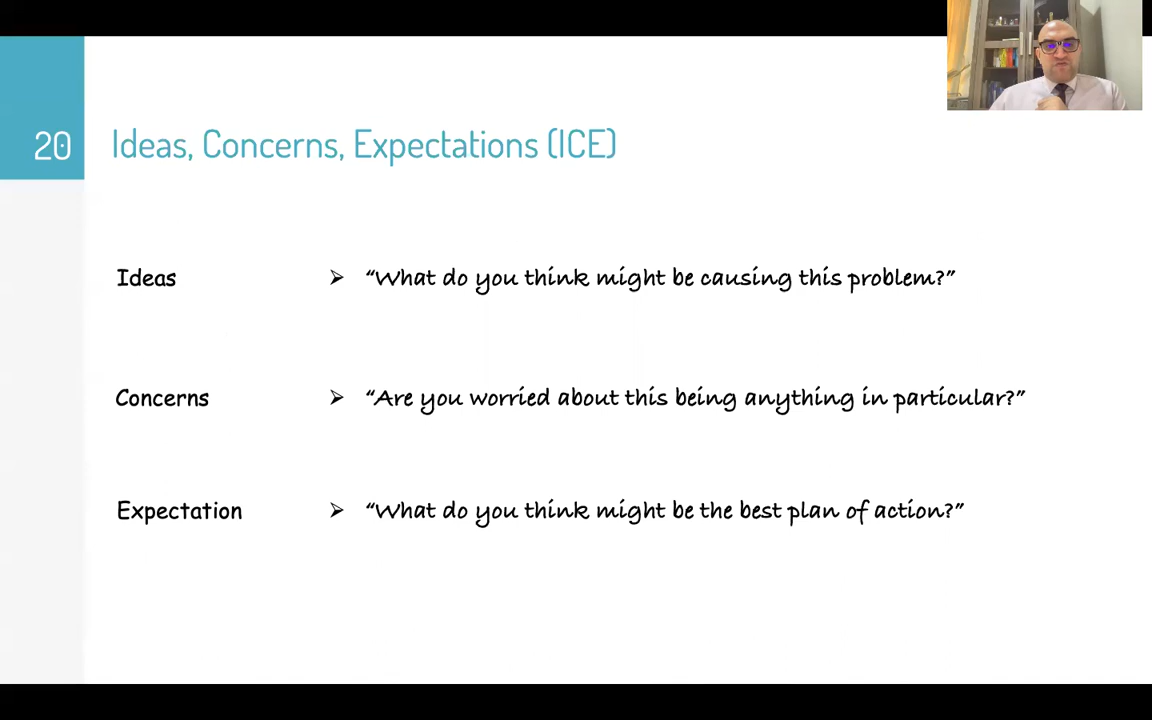 20
Ideas, Concerns, Expectations (ICE)
Ideas ➢ “What do you think might be causing this problem?”
Concerns ➢ “Are you worried about this being anything in particular?”
Expectation ➢ “What do you think might be the best plan of action?”